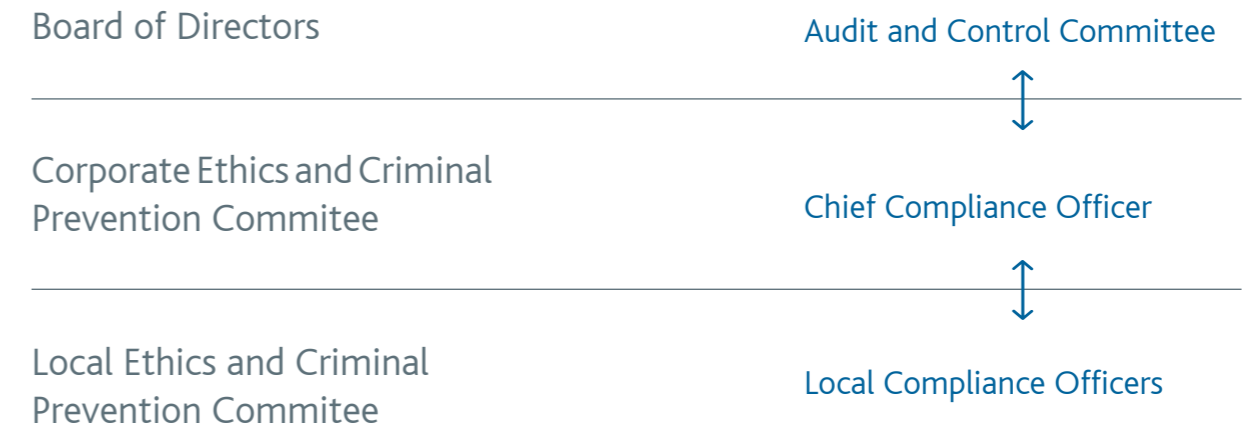 Board of Directors
Audit and Control Committee
Corporate Ethics and Criminal
Prevention Commitee
Chief Compliance Officer
Local Ethics and Criminal
Prevention Commitee
Local Compliance Officers